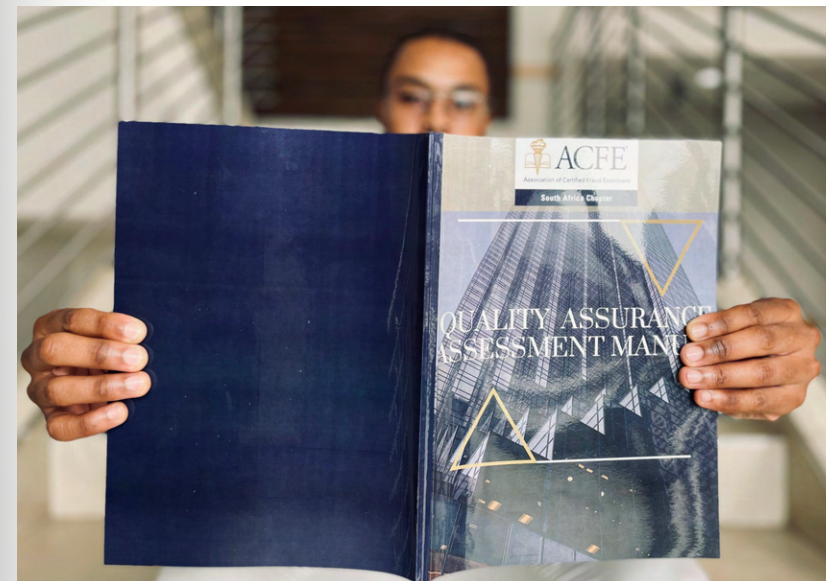 ACFE
Association of Certified Fraud Examiners
South Africa Chapter
QUALITY ASSURANCE
ASSESSMENT MANU